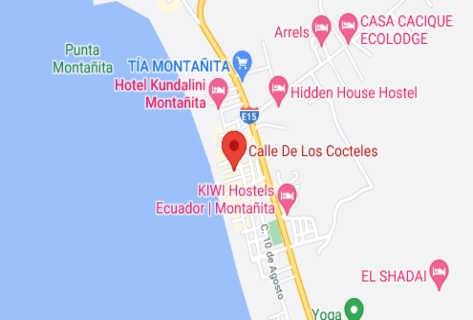 CASA CACIQUE
ECOLODGE
Arrels
Punta
Montañita
TÍA MONTAÑITA
Hotel Kundalini
Montañita
Hidden House Hostel
E15
Calle De Los Cocteles
KIWI Hostels
Ecuador | Montañita
C. 10 de Agosto
EL SHADAI
Yoga